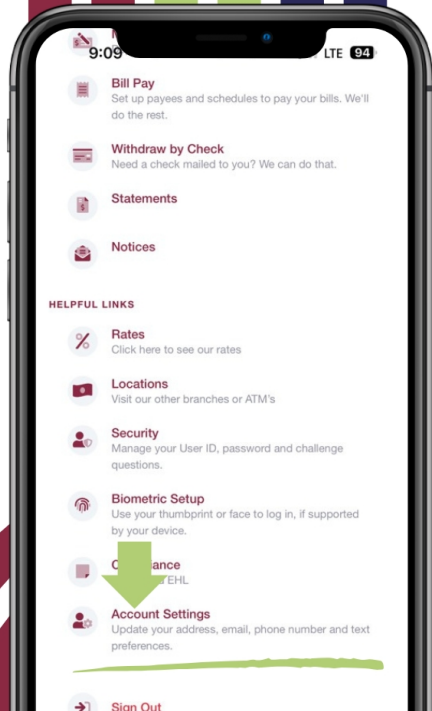 9:09
LTE 94
Bill Pay
Set up payees and schedules to pay your bills. We'll
do the rest.
Withdraw by Check
Need a check mailed to you? We can do that.
Statements
Notices
HELPFUL LINKS
Rates
Click here to see our rates
Locations
Visit our other branches or ATM's
Security
Manage your User ID, password and challenge
questions.
Biometric Setup
Use your thumbprint or face to log in, if supported
by your device.
EHL
Account Settings
Update your address, email, phone number and text
preferences.
Sign Out